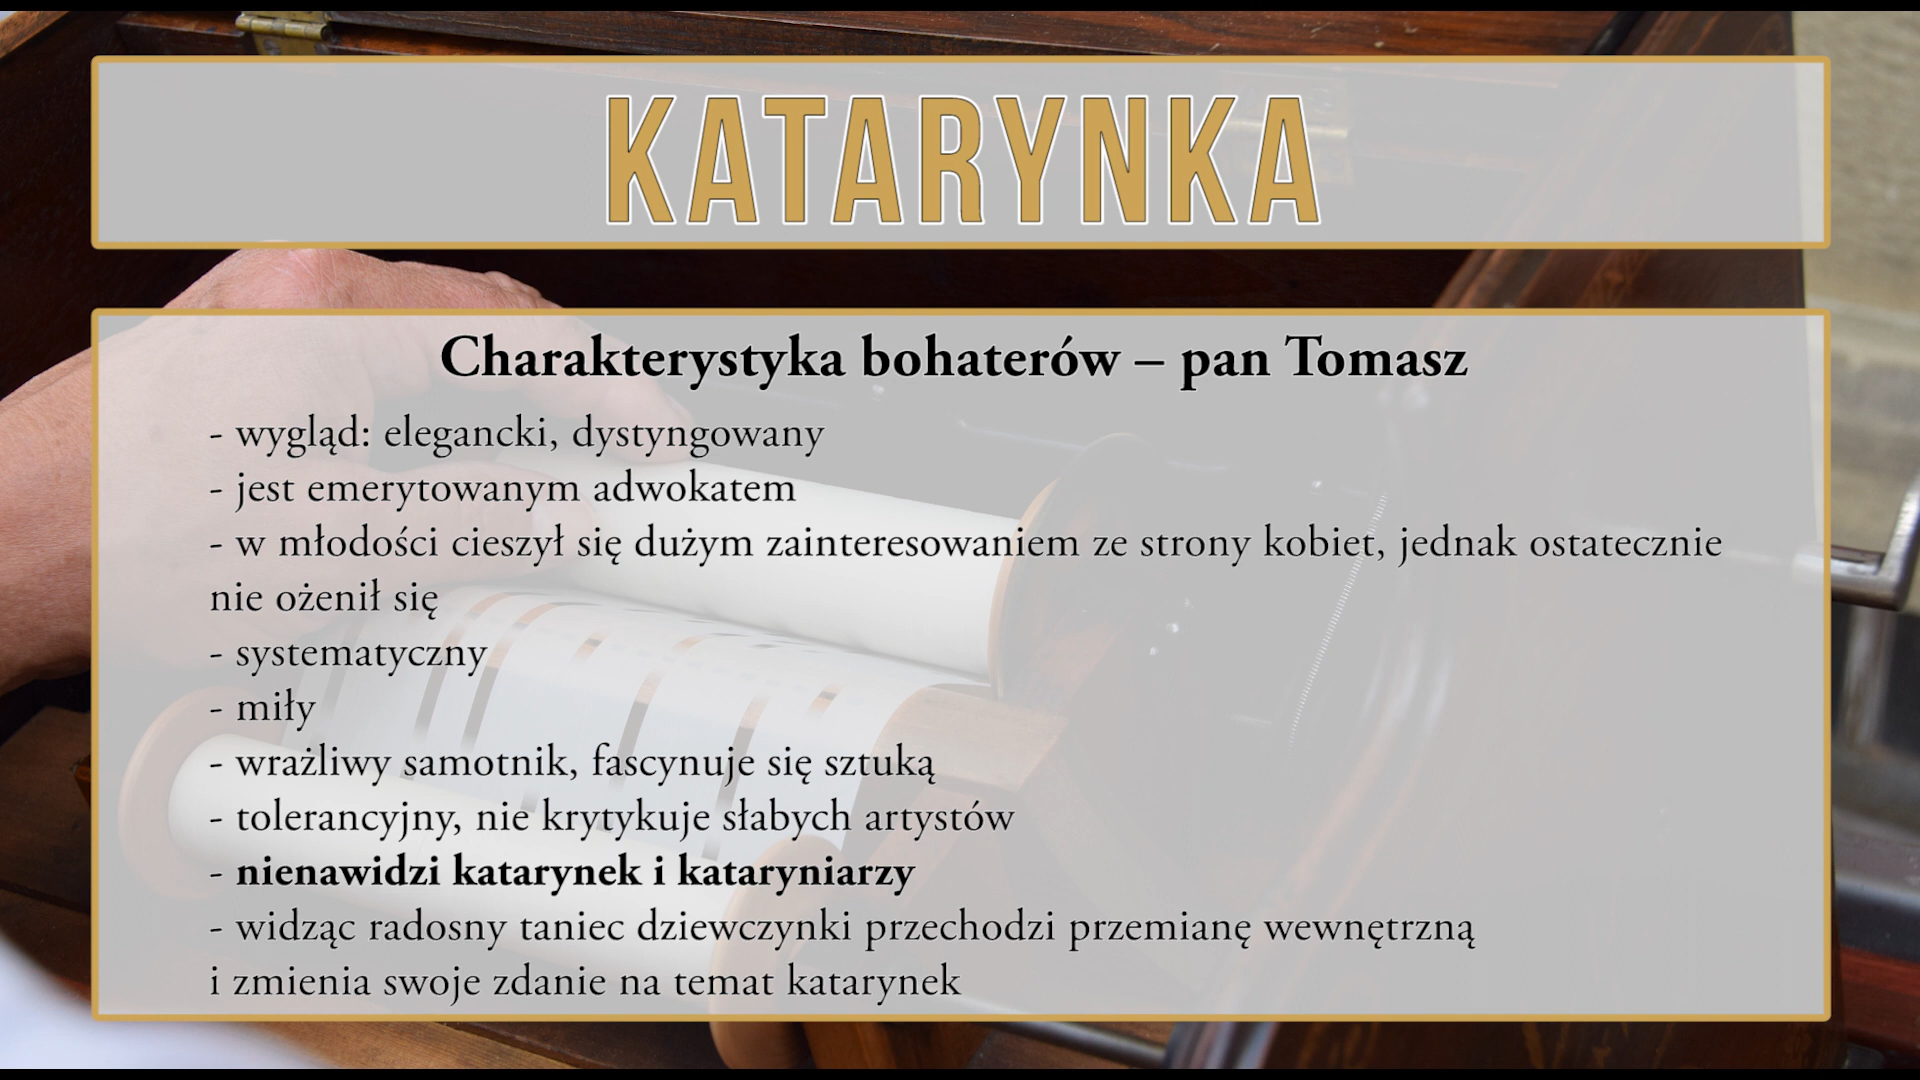 KATARYNKA
Charakterystyka bohaterów – pan Tomasz
- wygląd: elegancki, dystyngowany
- jest emerytowanym adwokatem
- w młodości cieszył się dużym zainteresowaniem ze strony kobiet, jednak ostatecznie
nie ożenił się
- systematyczny
- miły
- wrażliwy samotnik, fascynuje się sztuką
- tolerancyjny, nie krytykuje słabych artystów
- nienawidzi katarynek i kataryniarzy
- widząc radosny taniec dziewczynki przechodzi przemianę wewnętrzną
i zmienia swoje zdanie na temat katarynek